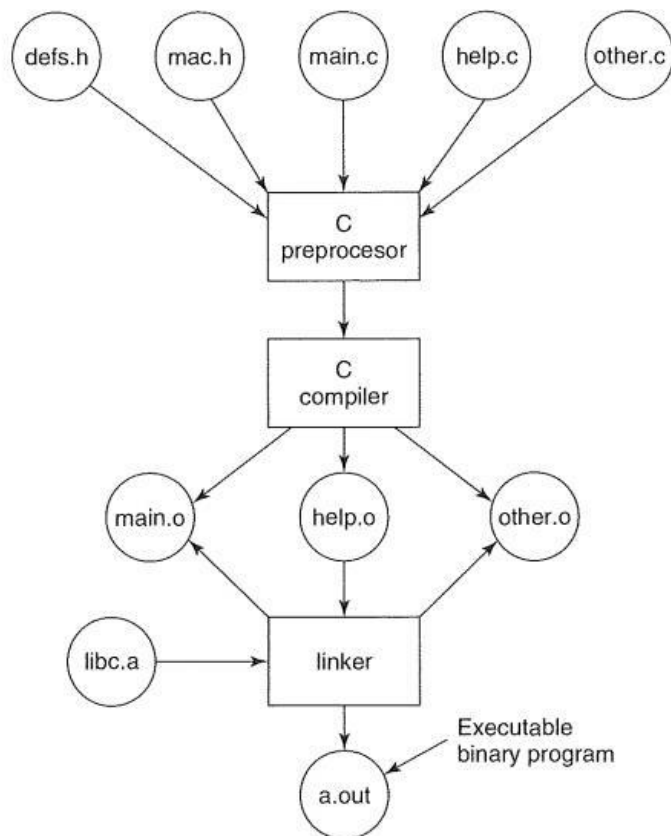 defs.h
mac.h
main.c
help.c
other.c
C
preprocesor
C
compiler
main.o
help.o
other.o
libc.a
linker
Executable
binary program
a.out